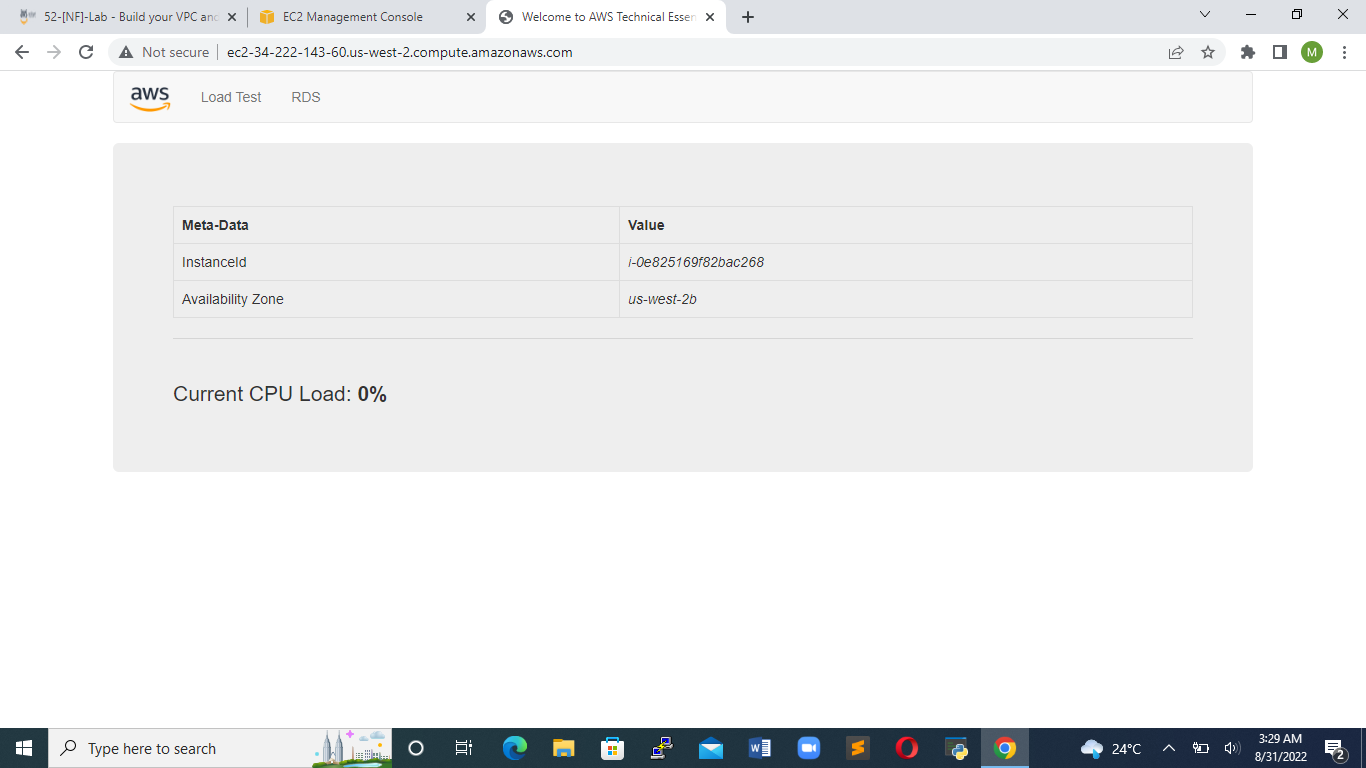 52-[NF]-Lab - Build your VPC and
EC2 Management Console
Welcome to AWS Technical Essen
Not secure
ec2-34-222-143-60.us-west-2.compute.amazonaws.com
M
aws
Load Test
RDS
Meta-Data
Value
InstanceId
i-0e825169f82bac268
Availability Zone
us-west-2b
Current CPU Load: 0%
Type here to search
24°C
3:29 AM
8/31/2022
2